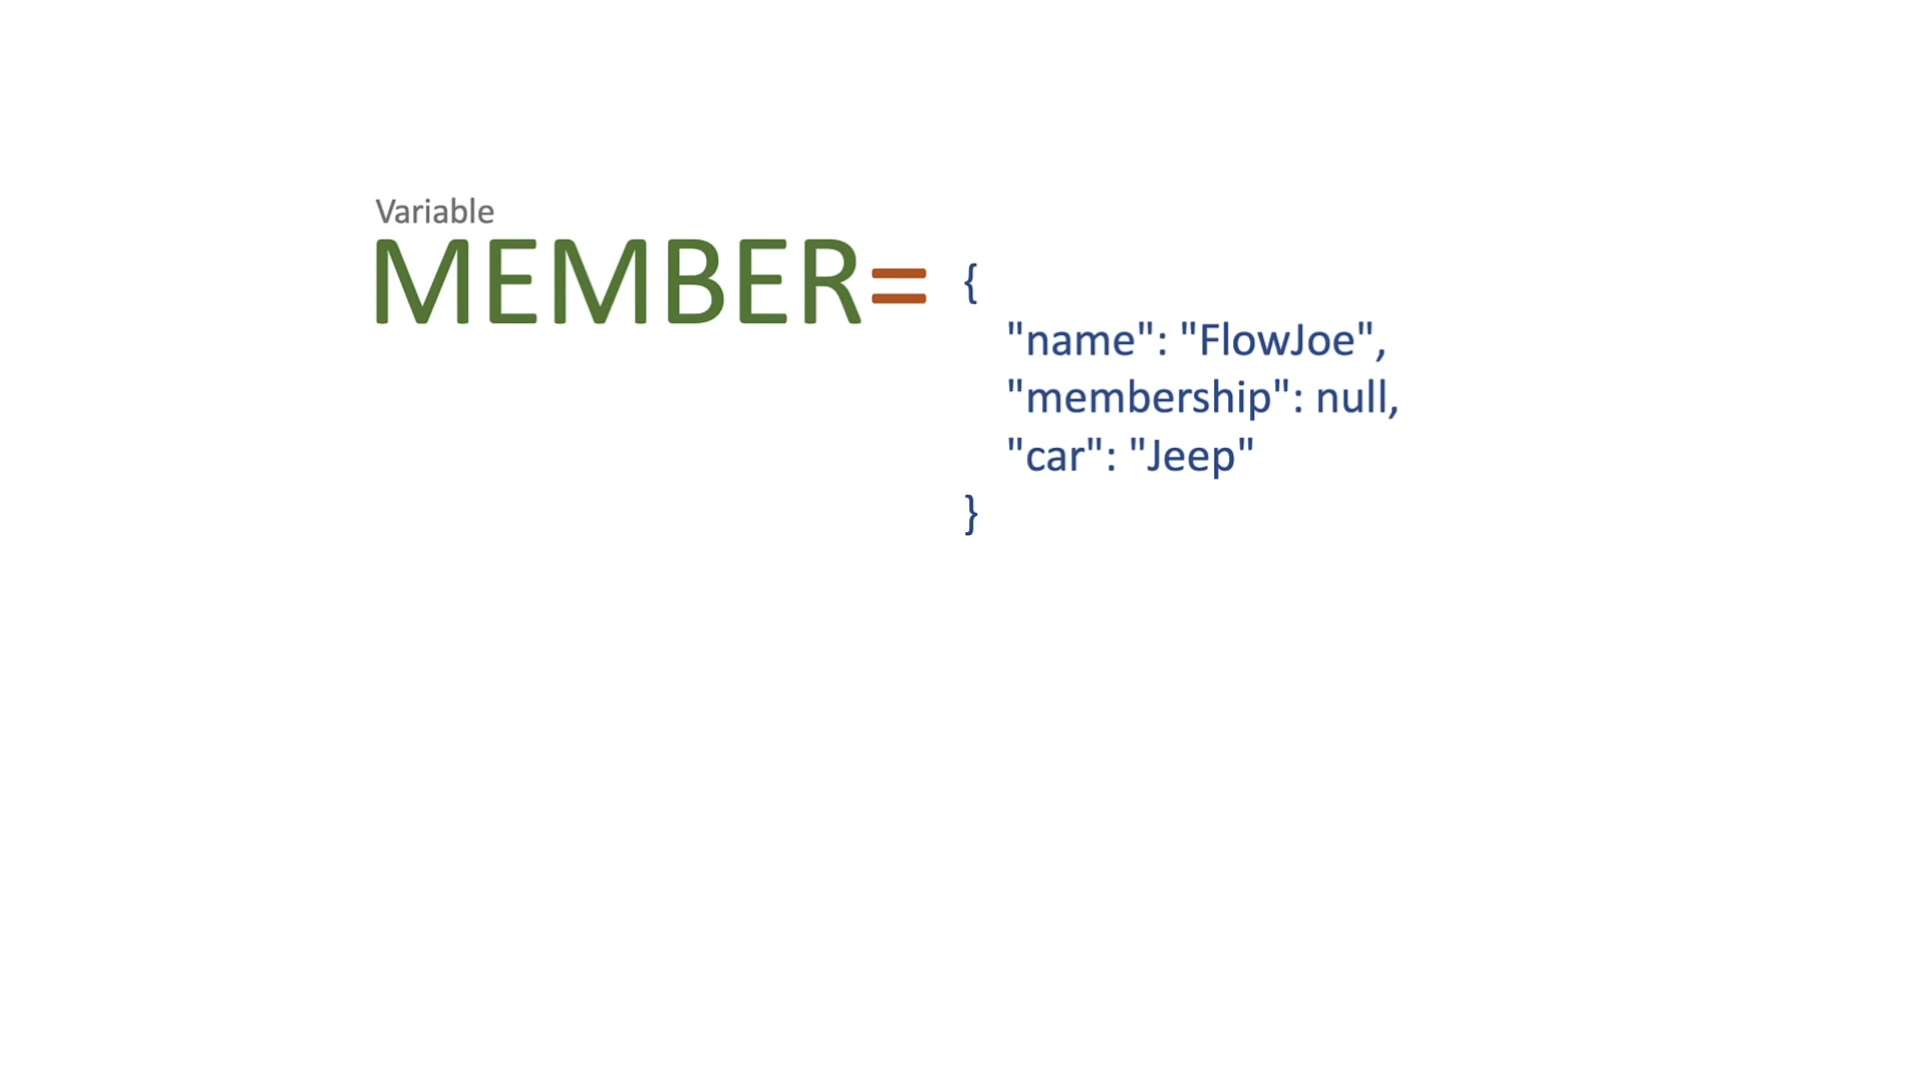 Variable
MEMBER= {
"name": "FlowJoe",
"membership": null,
"car": "Jeep"
}